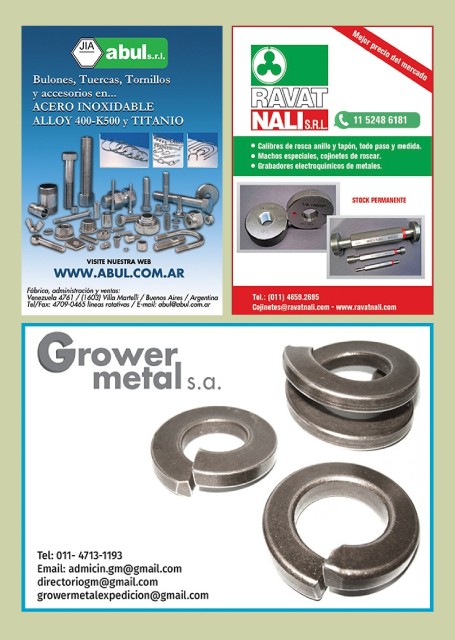 JIA
abul s.r.l.
Bulones, Tuercas, Tornillos
y accesorios en...
ACERO INOXIDABLE
ALLOY 400-K500 y TITANIO
VISITE NUESTRA WEB
WWW.ABUL.COM.AR
Fábrica, administración y ventas:
Venezuela 4761 / (1603) Villa Martelli / Buenos Aires / Argentina
Tel/Fax: 4709-0465 líneas rotativas / E-mail: abul@abul.com.ar
Mejor precio del mercado
RAVAT
NALI S.R.L.
11 5248 6181
• Calibres de rosca anillo y tapón, todo paso y medida.
• Machos especiales, cojinetes de roscar.
• Grabadores electroquímicos de metales.
STOCK PERMANENTE
Tel.: (011) 4659.2695
Cojinetes@ravatnali.com - www.ravatnali.com
Grower
metal s.a.
Tel: 011- 4713-1193
Email: admicin.gm@gmail.com
directoriogm@gmail.com
growermetalexpedicion@gmail.com